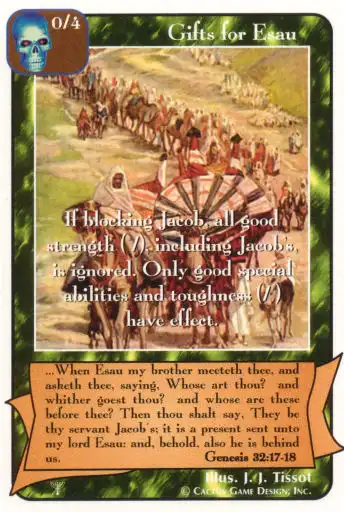 0/4
Gifts for Esau
If blocking Jacob, all good
strength ( /), including Jacob's,
is ignored. Only good special
abilities and toughness (/ )
have effect.
...When Esau my brother meeteth thee, and
asketh thee, saying, Whose art thou? and
whither goest thou? and whose are these
before thee? Then thou shalt say, They be
thy servant Jacob's; it is a present sent unto
my lord Esau: and, behold, also he is behind
us. Genesis 32:17-18
Illus. J. J. Tissot
© Cactus Game Design, Inc.